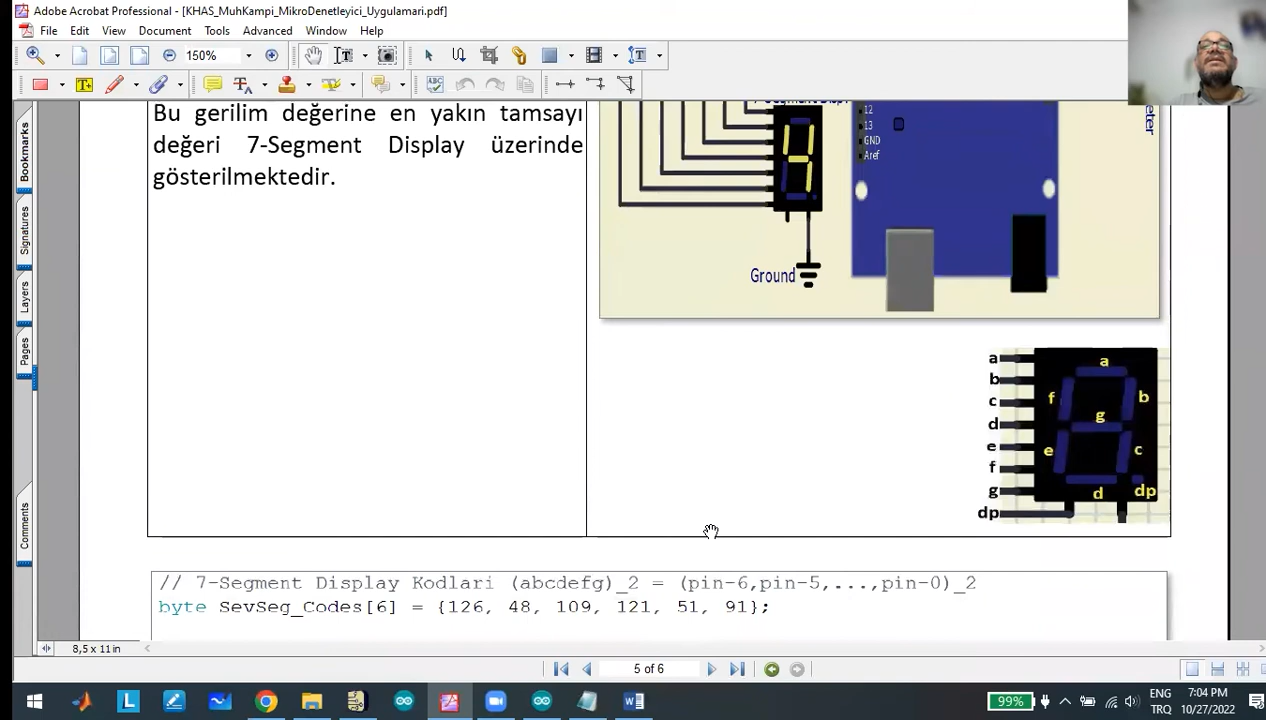 Adobe Acrobat Professional - [KHAS_MuhKampi_MikroDenetleyici_Uygulamari.pdf]
File Edit View Document Tools Advanced Window Help
150%
Bookmarks
Signatures
Layers
Pages
Comments
Bu gerilim değerine en yakın tamsayı
değeri 7-Segment Display üzerinde
gösterilmektedir.
12
13
GND
Aref
Ground
a
b
c
d
e
f
g
dp
a
f b
g
e c
d dp
// 7-Segment Display Kodlari (abcdefg)_2 = (pin-6,pin-5,...,pin-0)_2
byte SevSeg_Codes[6] = {126, 48, 109, 121, 51, 91};
8,5 x 11 in
5 of 6
99%
ENG
TRQ
7:04 PM
10/27/2022